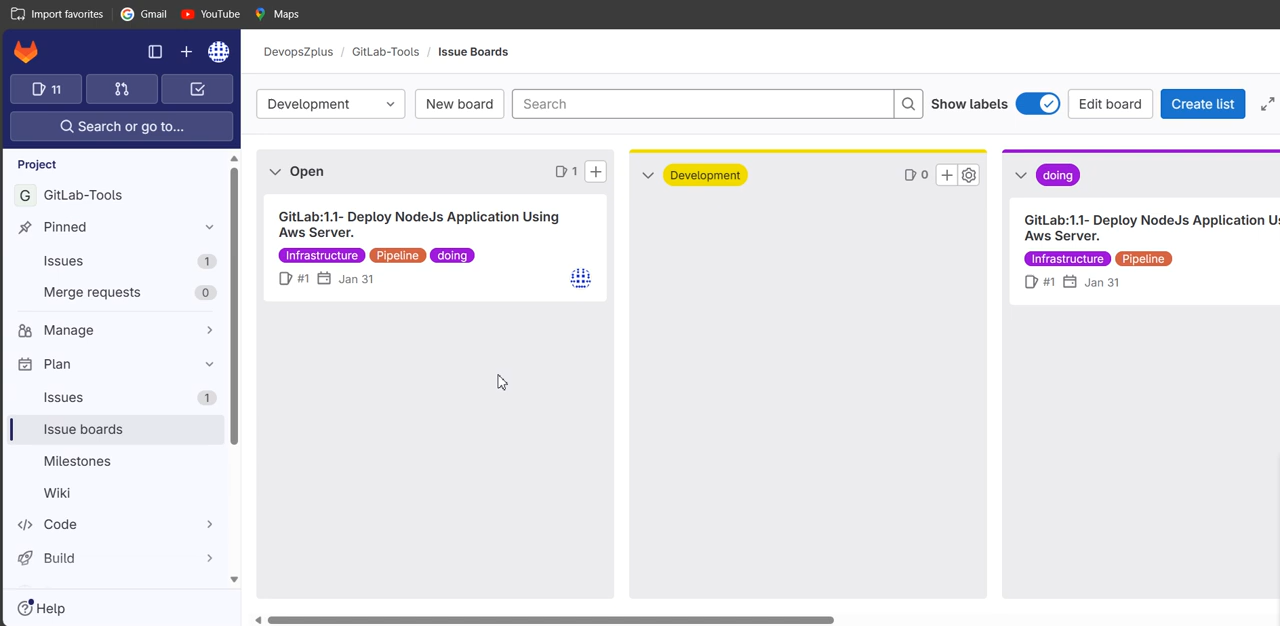 Import favorites
Gmail
YouTube
Maps
11
Search or go to...
Project
G GitLab-Tools
Pinned
Issues 1
Merge requests 0
Manage
Plan
Issues 1
Issue boards
Milestones
Wiki
Code
Build
Help
DevopsZplus / GitLab-Tools / Issue Boards
Development
New board
Search
Show labels
Edit board
Create list
Open 1
GitLab:1.1- Deploy NodeJs Application Using
Aws Server.
Infrastructure Pipeline doing
#1 Jan 31
Development 0
doing
GitLab:1.1- Deploy NodeJs Application
Aws Server.
Infrastructure Pipeline
#1 Jan 31